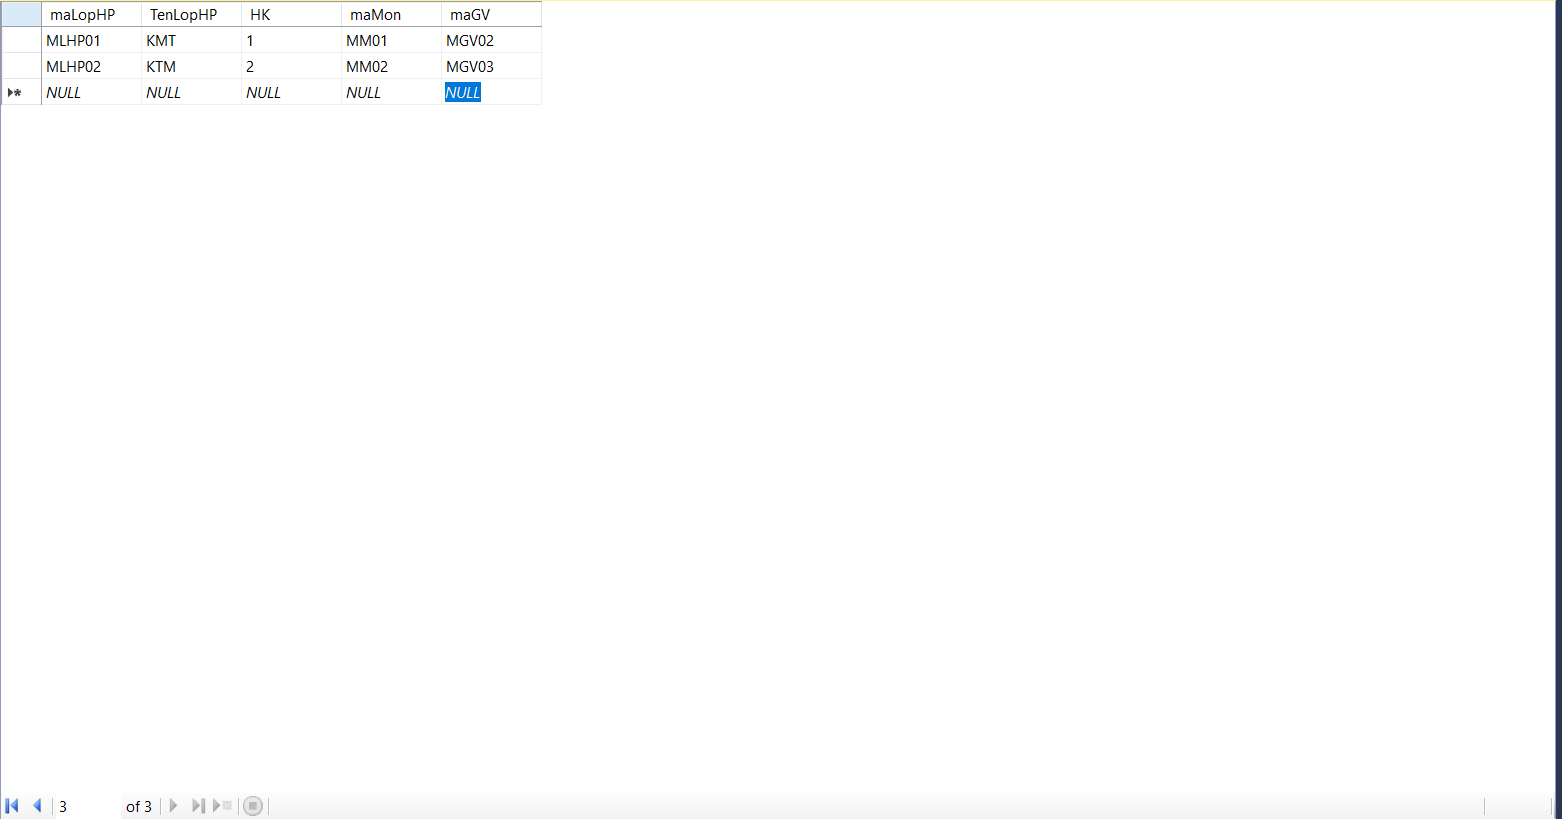 maLopHP TenLopHP HK maMon maGV
MLHP01 KMT 1 MM01 MGV02
MLHP02 KTM 2 MM02 MGV03
NULL NULL NULL NULL NULL
3 of 3